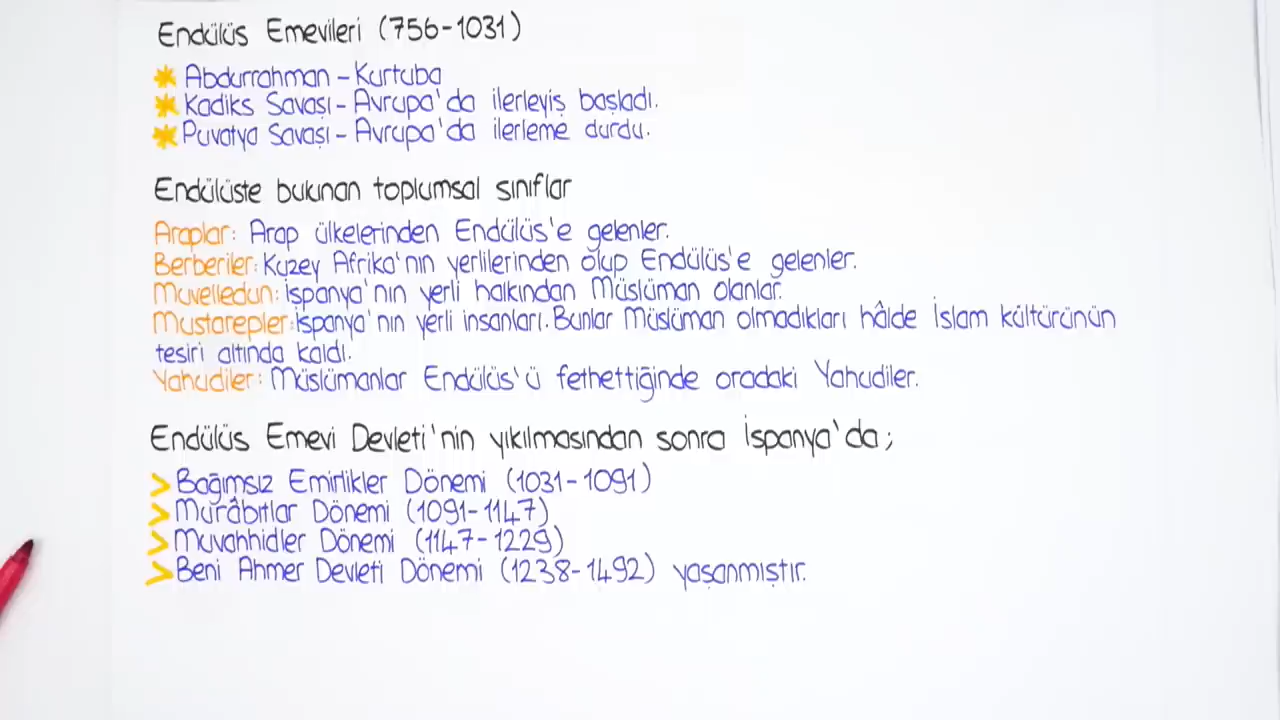 Endülüs Emevileri (756-1031)
* Abdurrahman - Kurtuba
* Kadiks Savaşı - Avrupa'da ilerleyiş başladı.
* Puvatya Savaşı - Avrupa'da ilerleme durdu.
Endülüste bulunan toplumsal sınıflar
Araplar: Arap ülkelerinden Endülüs'e gelenler.
Berberiler: Kuzey Afrika'nın yerlilerinden olup Endülüs'e gelenler.
Muvelledun: İspanya'nın yerli halkından Müslüman olanlar.
Mustarepler: İspanya'nın yerli insanları. Bunlar Müslüman olmadıkları hâlde İslam kültürünün
tesiri altında kaldı.
Yahudiler: Müslümanlar Endülüs'ü fethettiğinde oradaki Yahudiler.
Endülüs Emevi Devleti'nin yıkılmasından sonra İspanya'da;
> Bağımsız Emirlikler Dönemi (1031-1091)
> Murâbıtlar Dönemi (1091-1147)
> Muvahhidler Dönemi (1147-1229)
> Beni Ahmer Devleti Dönemi (1238-1492) yaşanmıştır.